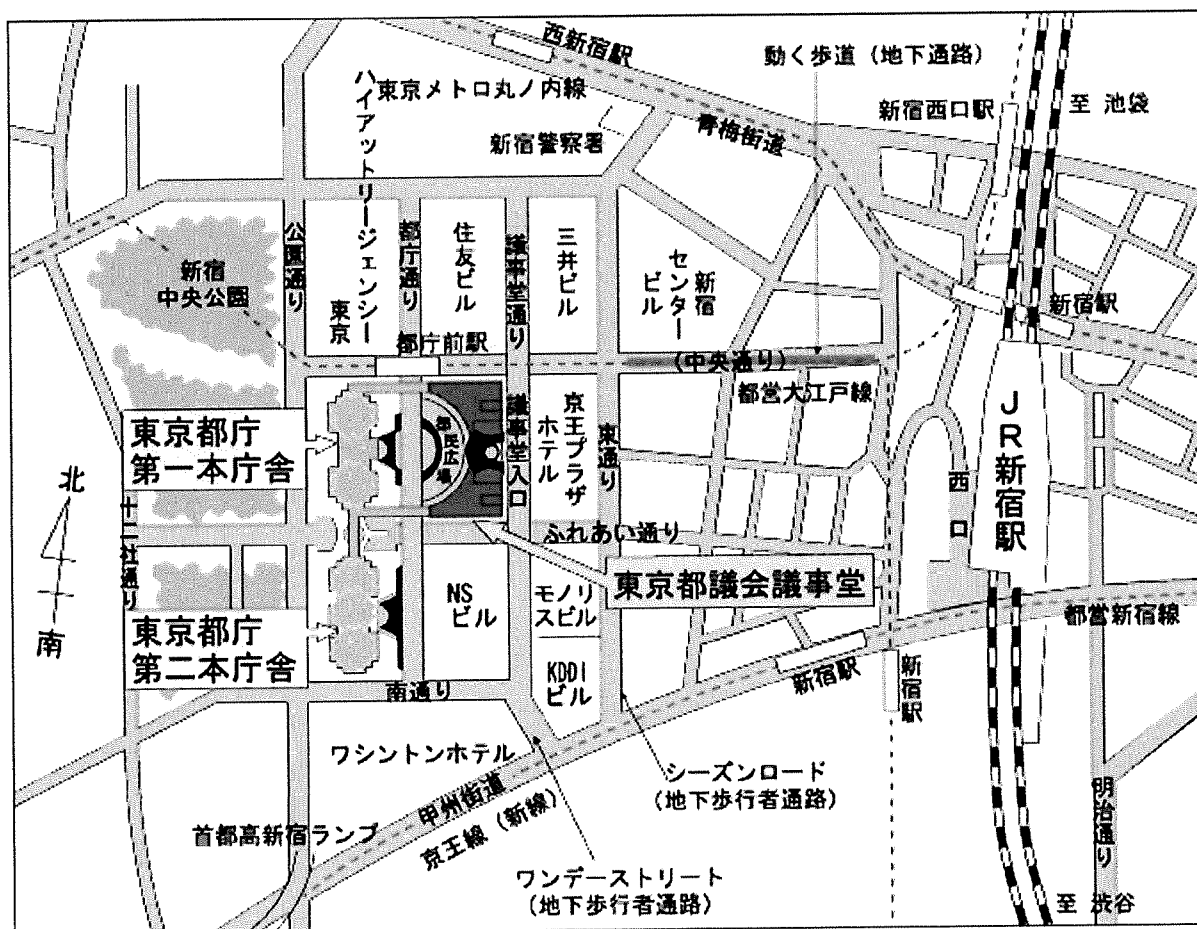 西新宿駅
動く歩道（地下通路）
東京メトロ丸ノ内線
新宿西口駅
至 池袋
新宿警察署
青梅街道
ハイアットリージェンシー
東京
公園通り
都庁通り
住友ビル
議事堂通り
三井ビル
新宿
センター
ビル
新宿
中央公園
新宿駅
都庁前駅
（中央通り）
都営大江戸線
東京都庁
第一本庁舎
都民広場
議事堂入口
京王プラザ
ホテル
東通り
JR新宿駅
西口
北
南
十二社通り
ふれあい通り
東京都議会議事堂
NS
ビル
モノリ
スビル
東京都庁
第二本庁舎
KDDI
ビル
南通り
新宿駅
新宿駅
都営新宿線
ワシントンホテル
シーズンロード
（地下歩行者通路）
甲州街道
京王線（新線）
首都高新宿ランプ
明治通り
ワンデーストリート
（地下歩行者通路）
至 渋谷